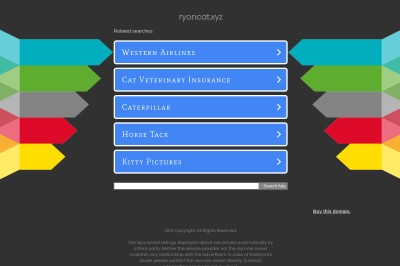 ryoncat.xyz
Related searches
Western Airlines
Cat Veterinary Insurance
Caterpillar
Horse Tack
Kitty Pictures
Search Ads
Buy this domain.
2022 Copyright. All Rights Reserved.
The Sponsored Listings displayed above are served automatically by
a third party. Neither the service provider nor the domain owner
maintain any relationship with the advertisers. In case of trademark
issues please contact the domain owner directly (contact